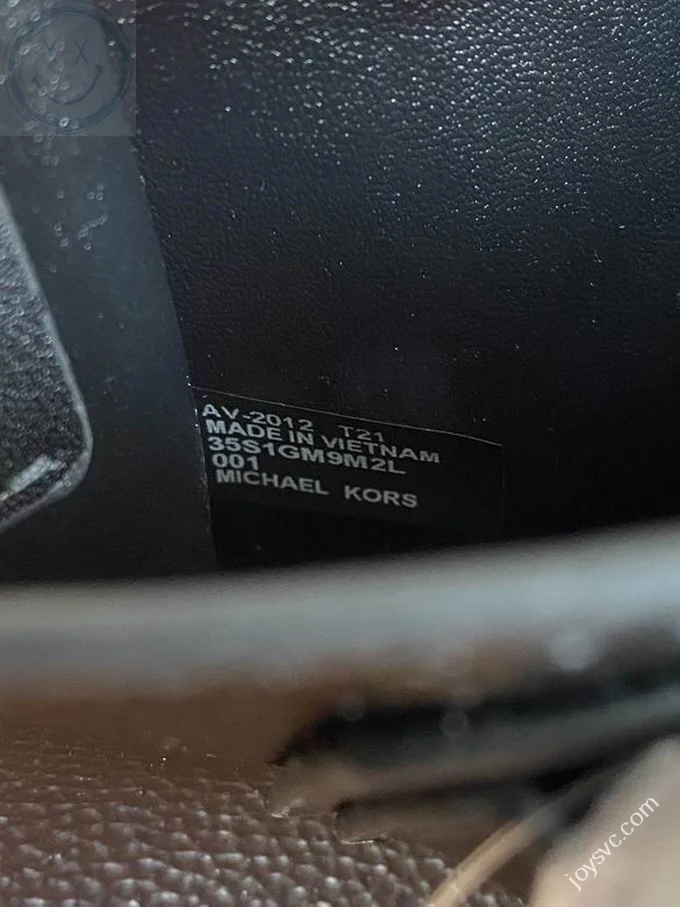 AV-2012 T21
MADE IN VIETNAM
35S1GM9M2L
001
MICHAEL KORS
joysvc.com